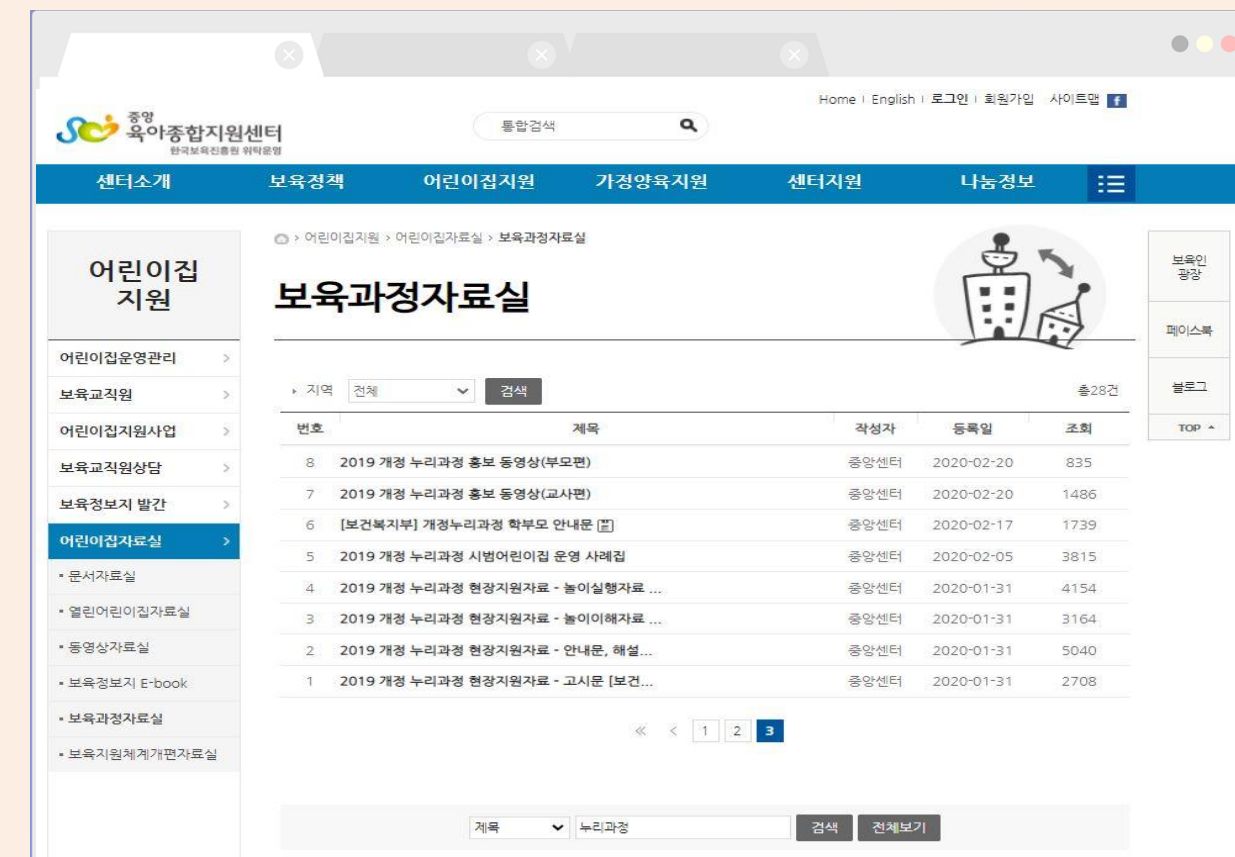 Home | English | 로그인 | 회원가입 사이트맵 f
중앙
육아종합지원센터
한국보육진흥원 위탁운영
통합검색
센터소개 보육정책 어린이집지원 가정양육지원 센터지원 나눔정보
어린이집
지원
어린이집운영관리 >
보육교직원 >
어린이집지원사업 >
보육교직원상담 >
보육정보지 발간 >
어린이집자료실 >
▪ 문서자료실
▪ 열린어린이집자료실
▪ 동영상자료실
▪ 보육정보지 E-book
▪ 보육과정자료실
▪ 보육지원체계개편자료실
> 어린이집지원 > 어린이집자료실 > 보육과정자료실
보육과정자료실
지역 전체 검색 총28건
번호 제목 작성자 등록일 조회
8 2019 개정 누리과정 홍보 동영상(부모편) 중앙센터 2020-02-20 835
7 2019 개정 누리과정 홍보 동영상(교사편) 중앙센터 2020-02-20 1486
6 [보건복지부] 개정누리과정 학부모 안내문 중앙센터 2020-02-17 1739
5 2019 개정 누리과정 시범어린이집 운영 사례집 중앙센터 2020-02-05 3815
4 2019 개정 누리과정 현장지원자료 - 놀이실행자료 ... 중앙센터 2020-01-31 4154
3 2019 개정 누리과정 현장지원자료 - 놀이이해자료 ... 중앙센터 2020-01-31 3164
2 2019 개정 누리과정 현장지원자료 - 안내문, 해설... 중앙센터 2020-01-31 5040
1 2019 개정 누리과정 현장지원자료 - 고시문 [보건... 중앙센터 2020-01-31 2708
« < 1 2 3
제목 누리과정 검색 전체보기
보육인
광장
페이스북
블로그
TOP